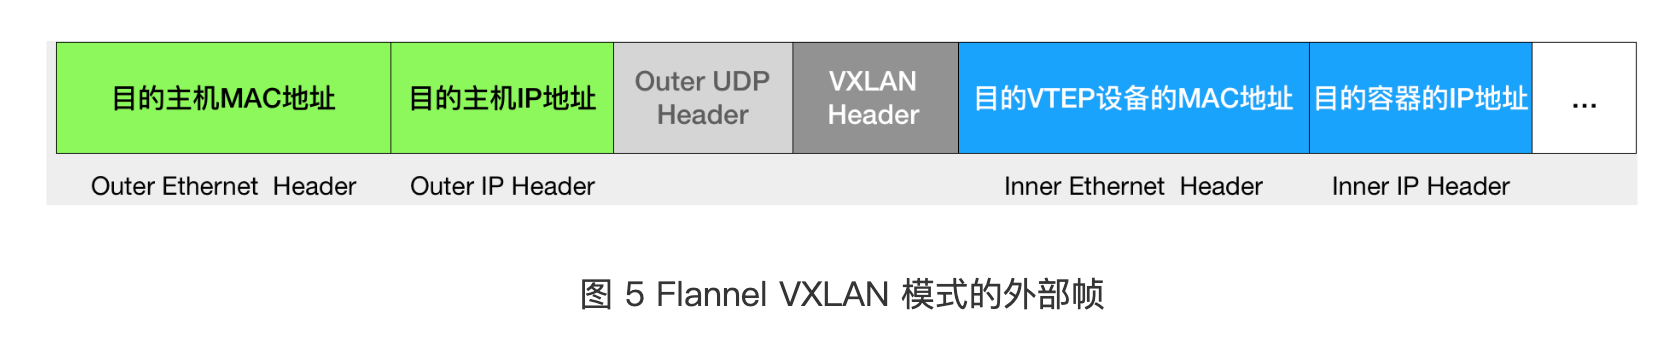 目的主机MAC地址
目的主机IP地址
Outer UDP
Header
VXLAN
Header
目的VTEP设备的MAC地址
目的容器的IP地址
...
Outer Ethernet  Header
Outer IP Header
Inner Ethernet  Header
Inner IP Header
图 5 Flannel VXLAN 模式的外部帧